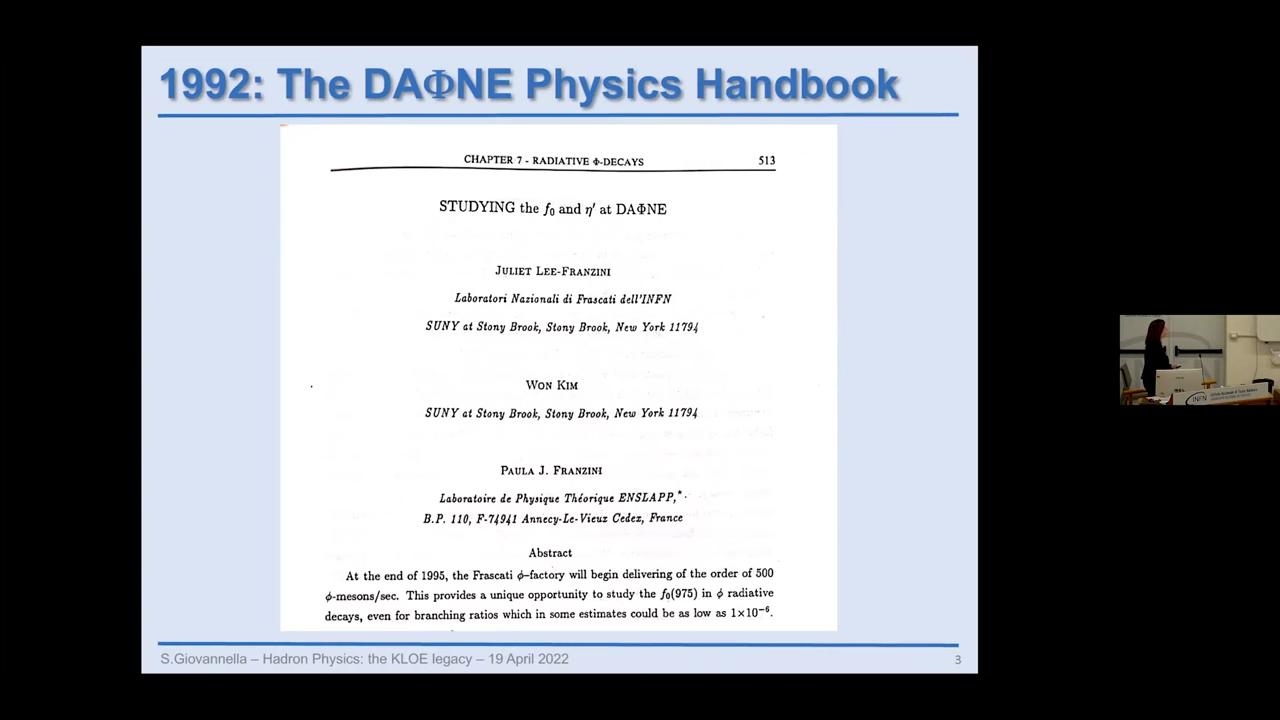 1992: The DAΦNE Physics Handbook
CHAPTER 7 - RADIATIVE Φ-DECAYS 513
STUDYING the f₀ and η′ at DAΦNE
JULIET LEE-FRANZINI
Laboratori Nazionali di Frascati dell'INFN
SUNY at Stony Brook, Stony Brook, New York 11794
WON KIM
SUNY at Stony Brook, Stony Brook, New York 11794
PAULA J. FRANZINI
Laboratoire de Physique Théorique ENSLAPP,*
B.P. 110, F-74941 Annecy-Le-Vieux Cedez, France
Abstract
At the end of 1995, the Frascati ϕ-factory will begin delivering of the order of 500
ϕ-mesons/sec. This provides a unique opportunity to study the f₀(975) in ϕ radiative
decays, even for branching ratios which in some estimates could be as low as 1×10⁻⁶.
S.Giovannella – Hadron Physics: the KLOE legacy – 19 April 2022 3
INFN